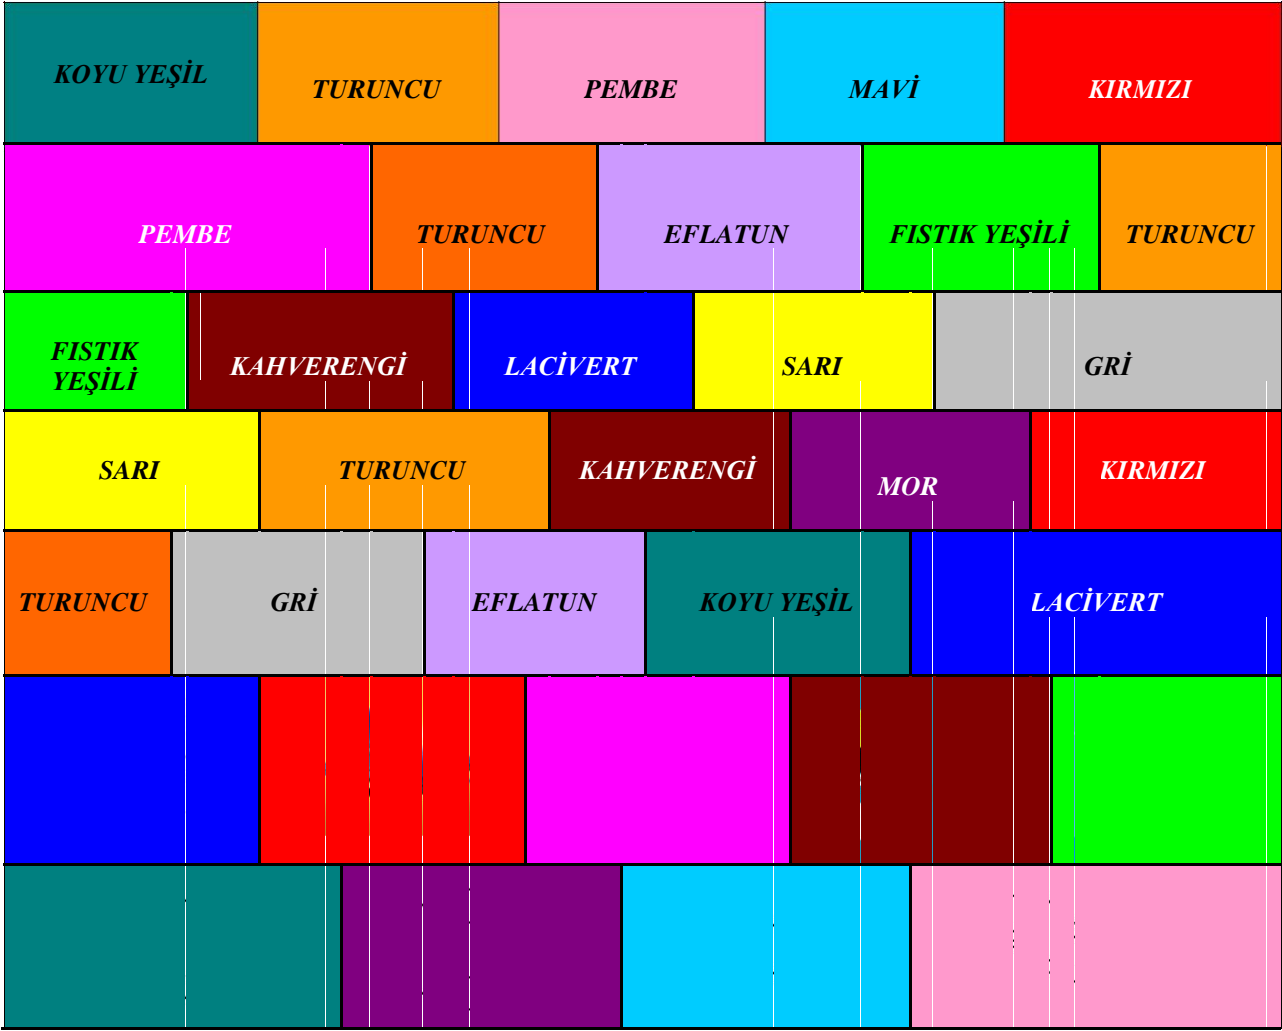 KOYU YEŞİL
TURUNCU
PEMBE
MAVİ
KIRMIZI
PEMBE
TURUNCU
EFLATUN
FISTIK YEŞİLİ
TURUNCU
FISTIK
YEŞİLİ
KAHVERENGİ
LACİVERT
SARI
GRİ
SARI
TURUNCU
KAHVERENGİ
MOR
KIRMIZI
TURUNCU
GRİ
EFLATUN
KOYU YEŞİL
LACİVERT